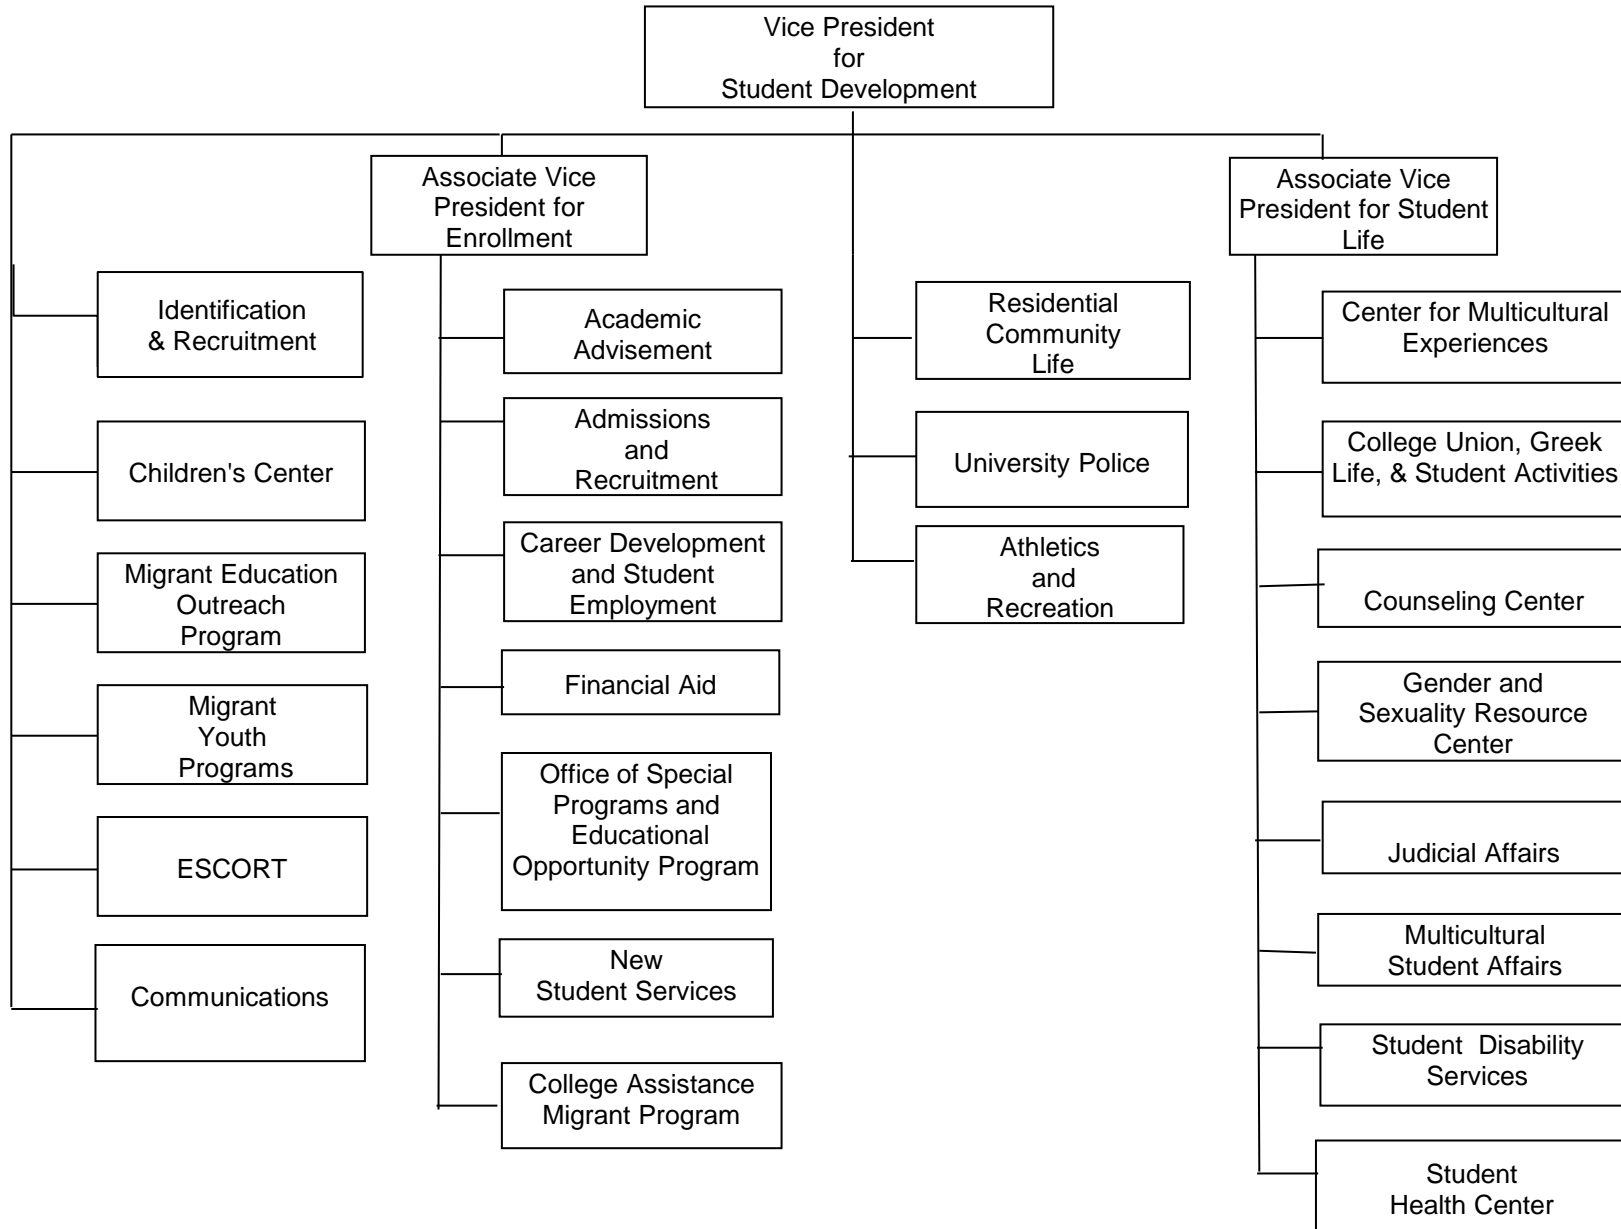 Vice President
for
Student Development
Associate Vice
President for
Enrollment
Associate Vice
President for Student
Life
Identification
& Recruitment
Children's Center
Migrant Education
Outreach
Program
Migrant
Youth
Programs
ESCORT
Communications
Academic
Advisement
Admissions
and
Recruitment
Career Development
and Student
Employment
Financial Aid
Office of Special
Programs and
Educational
Opportunity Program
New
Student Services
College Assistance
Migrant Program
Residential
Community
Life
University Police
Athletics
and
Recreation
Center for Multicultural
Experiences
College Union, Greek
Life, & Student Activities
Counseling Center
Gender and
Sexuality Resource
Center
Judicial Affairs
Multicultural
Student Affairs
Student  Disability
Services
Student
Health Center